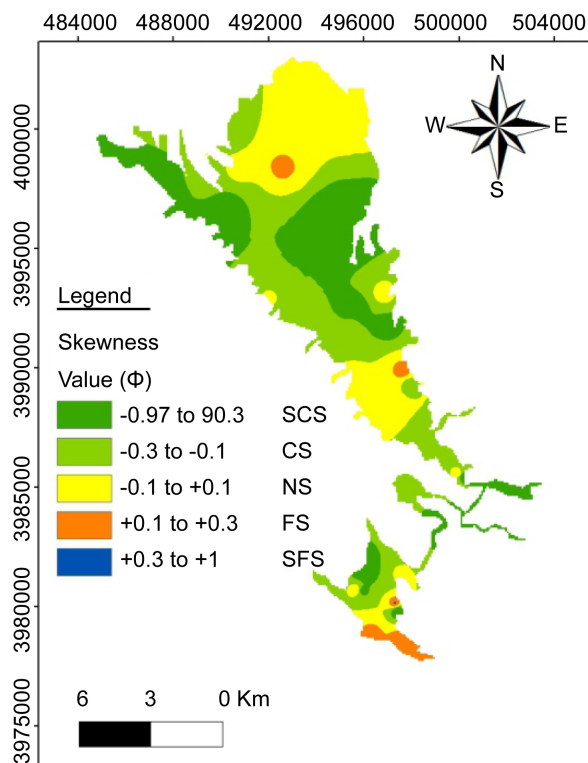 484000 488000 492000 496000 500000 504000
N
W E
S
4000000
3995000
3990000
3985000
3980000
3975000
Legend
Skewness
Value (Φ)
-0.97 to 90.3 SCS
-0.3 to -0.1 CS
-0.1 to +0.1 NS
+0.1 to +0.3 FS
+0.3 to +1 SFS
6 3 0 Km